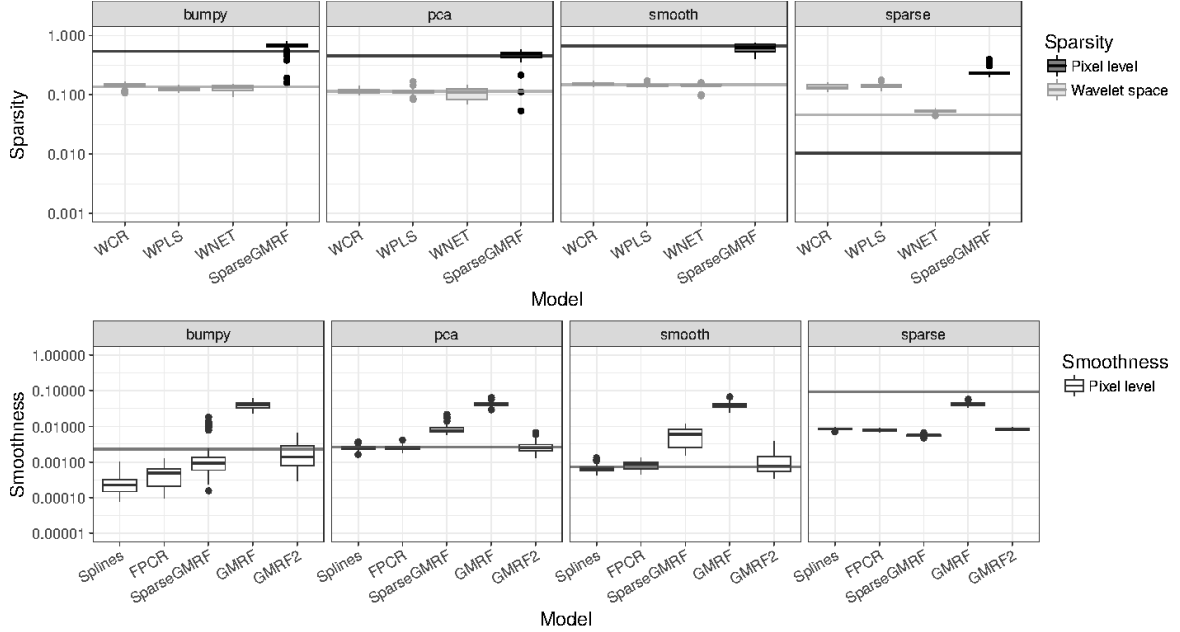 bumpy pca smooth sparse
1.000
0.100
0.010
0.001
Sparsity
WCR WPLS WNET SparseGMRF WCR WPLS WNET SparseGMRF WCR WPLS WNET SparseGMRF WCR WPLS WNET SparseGMRF
Model
Sparsity
Pixel level
Wavelet space
bumpy pca smooth sparse
1.00000
0.10000
0.01000
0.00100
0.00010
0.00001
Smoothness
Splines FPCR SparseGMRF GMRF GMRF2 Splines FPCR SparseGMRF GMRF GMRF2 Splines FPCR SparseGMRF GMRF GMRF2 Splines FPCR SparseGMRF GMRF GMRF2
Model
Smoothness
Pixel level